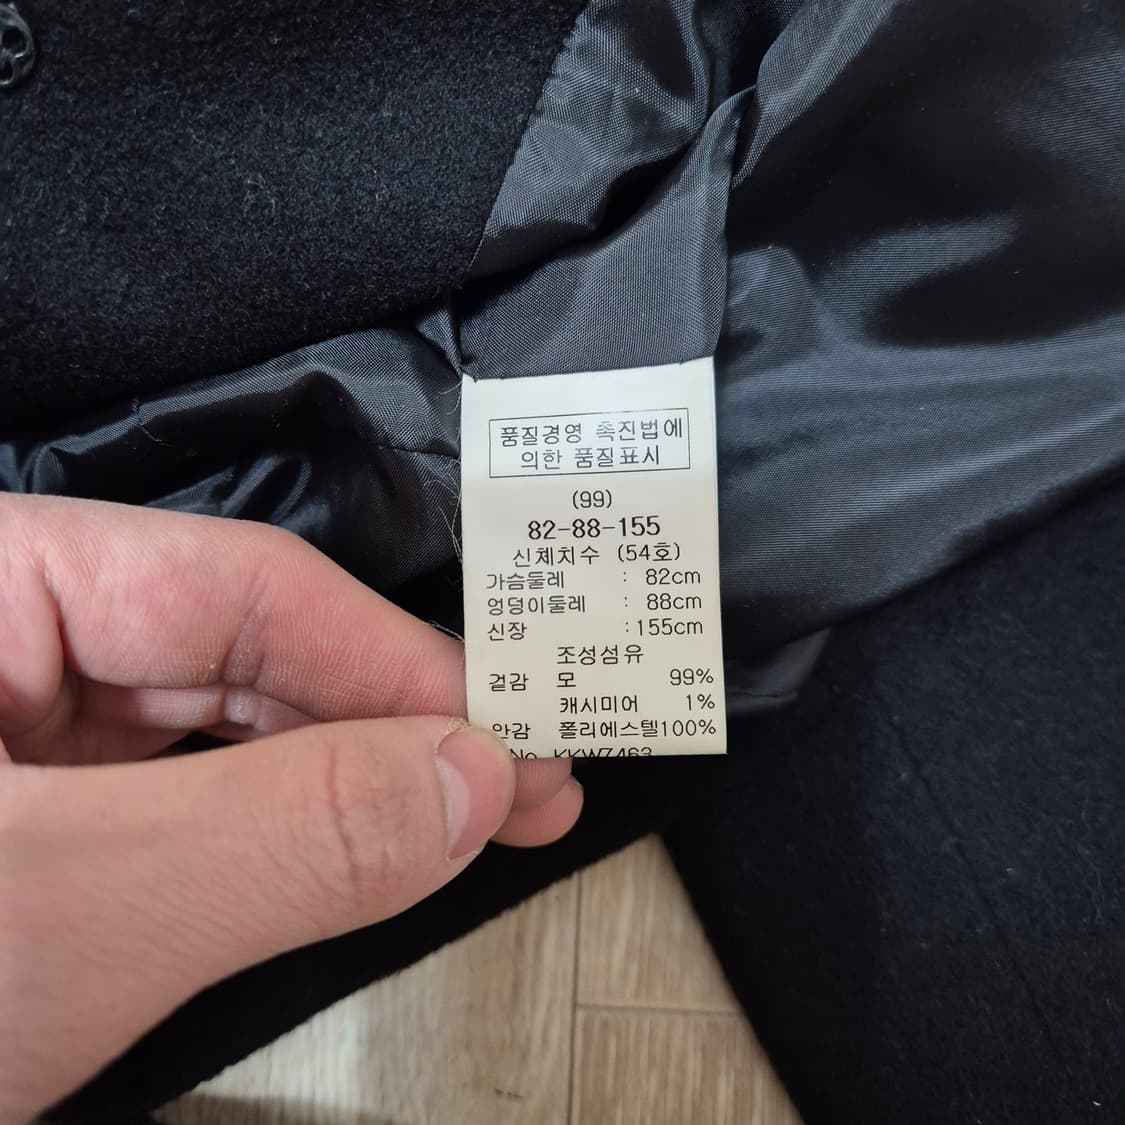 품질경영 촉진법에
의한 품질표시
(99)
82-88-155
신체치수 (54호)
가슴둘레 : 82cm
엉덩이둘레 : 88cm
신장 :155cm
조성섬유
겉감 모 99%
캐시미어 1%
안감 폴리에스텔100%
No. KKW7463